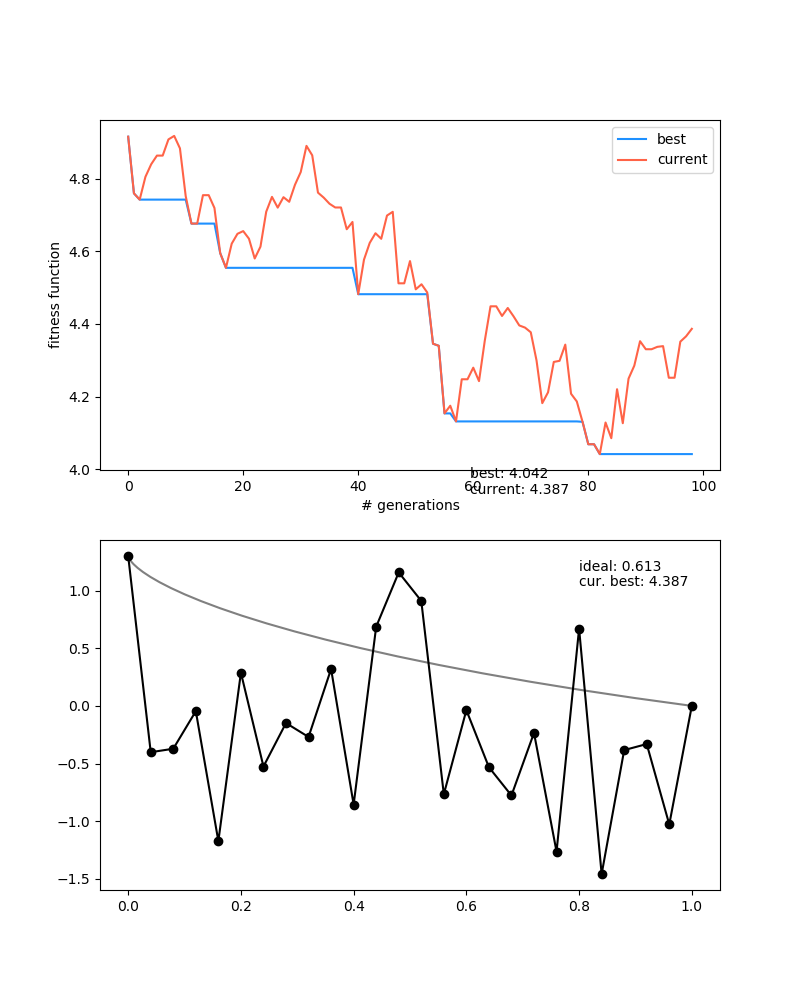 best
current
4.8
4.6
4.4
4.2
4.0
fitness function
0 20 40 60 80 100
best: 4.042
current: 4.387
# generations
ideal: 0.613
cur. best: 4.387
1.0
0.5
0.0
−0.5
−1.0
−1.5
0.0 0.2 0.4 0.6 0.8 1.0